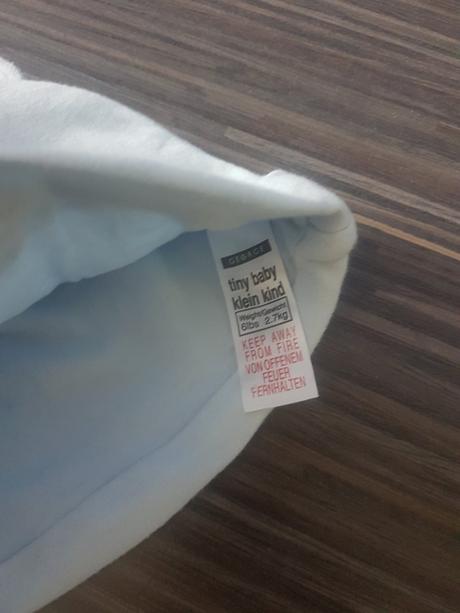 GEORGE
tiny baby
klein kind
Weight/Gewicht
6lbs 2.7kg
KEEP AWAY
FROM FIRE
VON OFFENEM
FEUER
FERNHALTEN